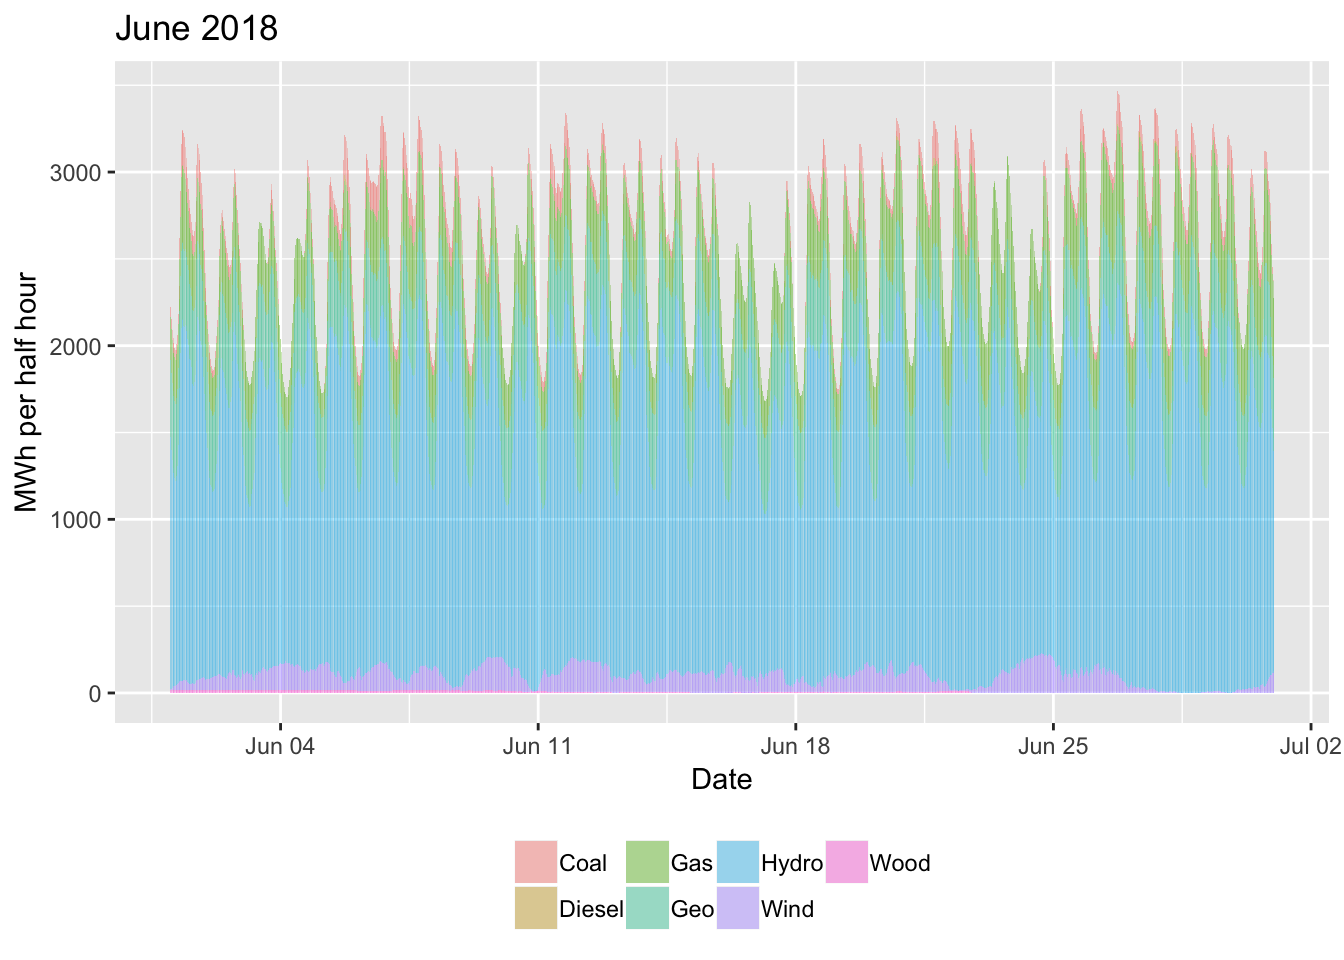 June 2018
MWh per half hour
3000
2000
1000
0
Jun 04 Jun 11 Jun 18 Jun 25 Jul 02
Date
Coal Gas Hydro Wood
Diesel Geo Wind